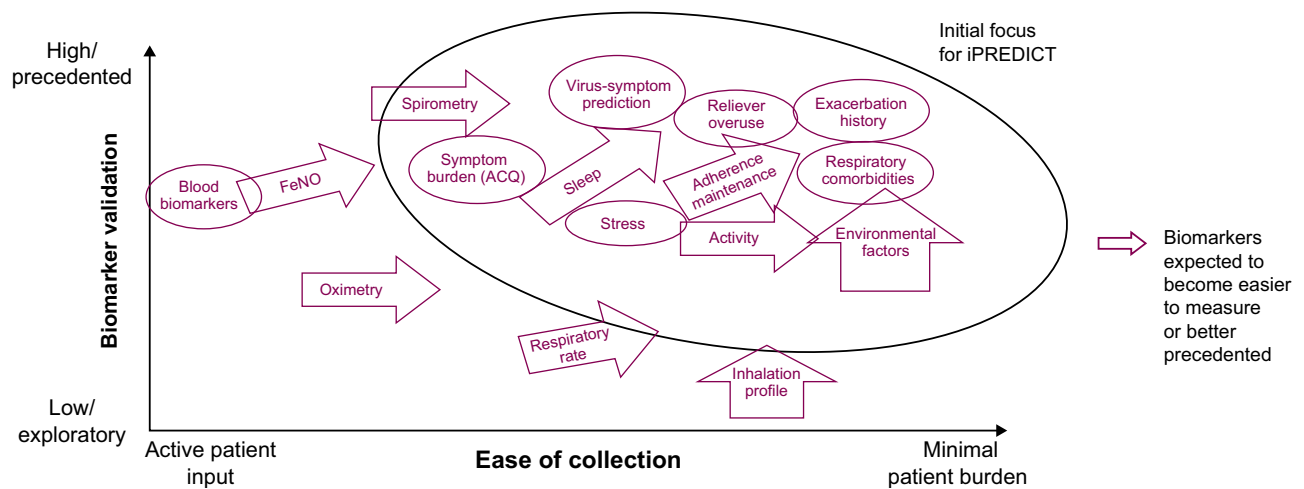 Initial focus
for iPREDICT
High/
precedented
Biomarker validation
Low/
exploratory
Spirometry
Virus-symptom
prediction
Reliever
overuse
Exacerbation
history
Symptom
burden (ACQ)
Sleep
Adherence
maintenance
Respiratory
comorbidities
Blood
biomarkers
FeNO
Stress
Activity
Environmental
factors
Oximetry
Respiratory
rate
Inhalation
profile
Biomarkers
expected to
become easier
to measure
or better
precedented
Active patient
input
Ease of collection
Minimal
patient burden